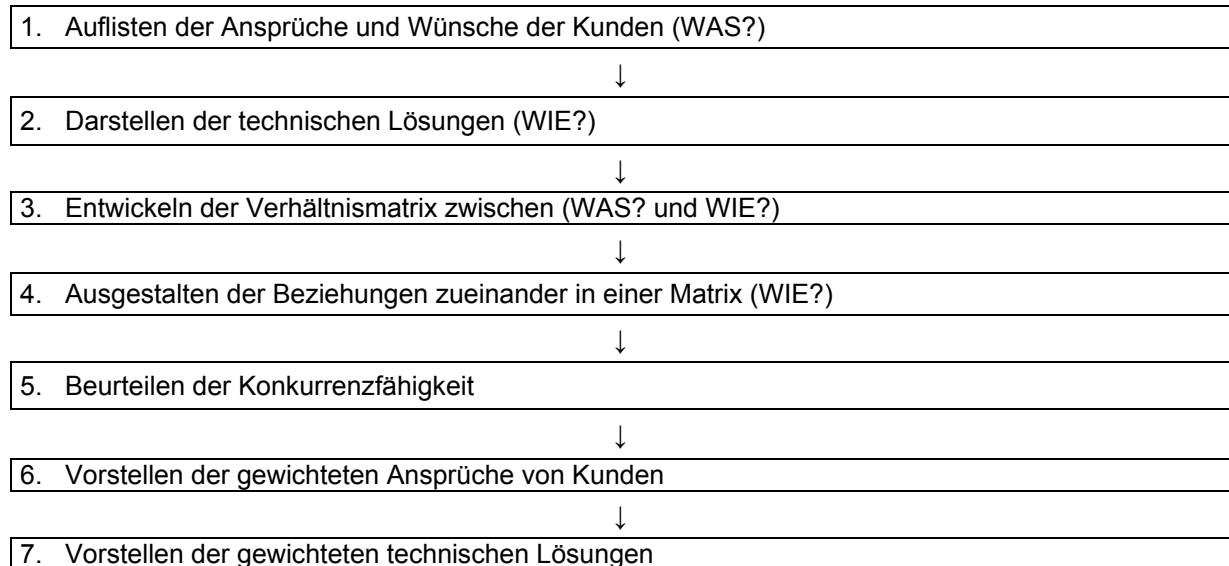 1. Auflisten der Ansprüche und Wünsche der Kunden (WAS?)
↓
2. Darstellen der technischen Lösungen (WIE?)
↓
3. Entwickeln der Verhältnismatrix zwischen (WAS? und WIE?)
↓
4. Ausgestalten der Beziehungen zueinander in einer Matrix (WIE?)
↓
5. Beurteilen der Konkurrenzfähigkeit
↓
6. Vorstellen der gewichteten Ansprüche von Kunden
↓
7. Vorstellen der gewichteten technischen Lösungen